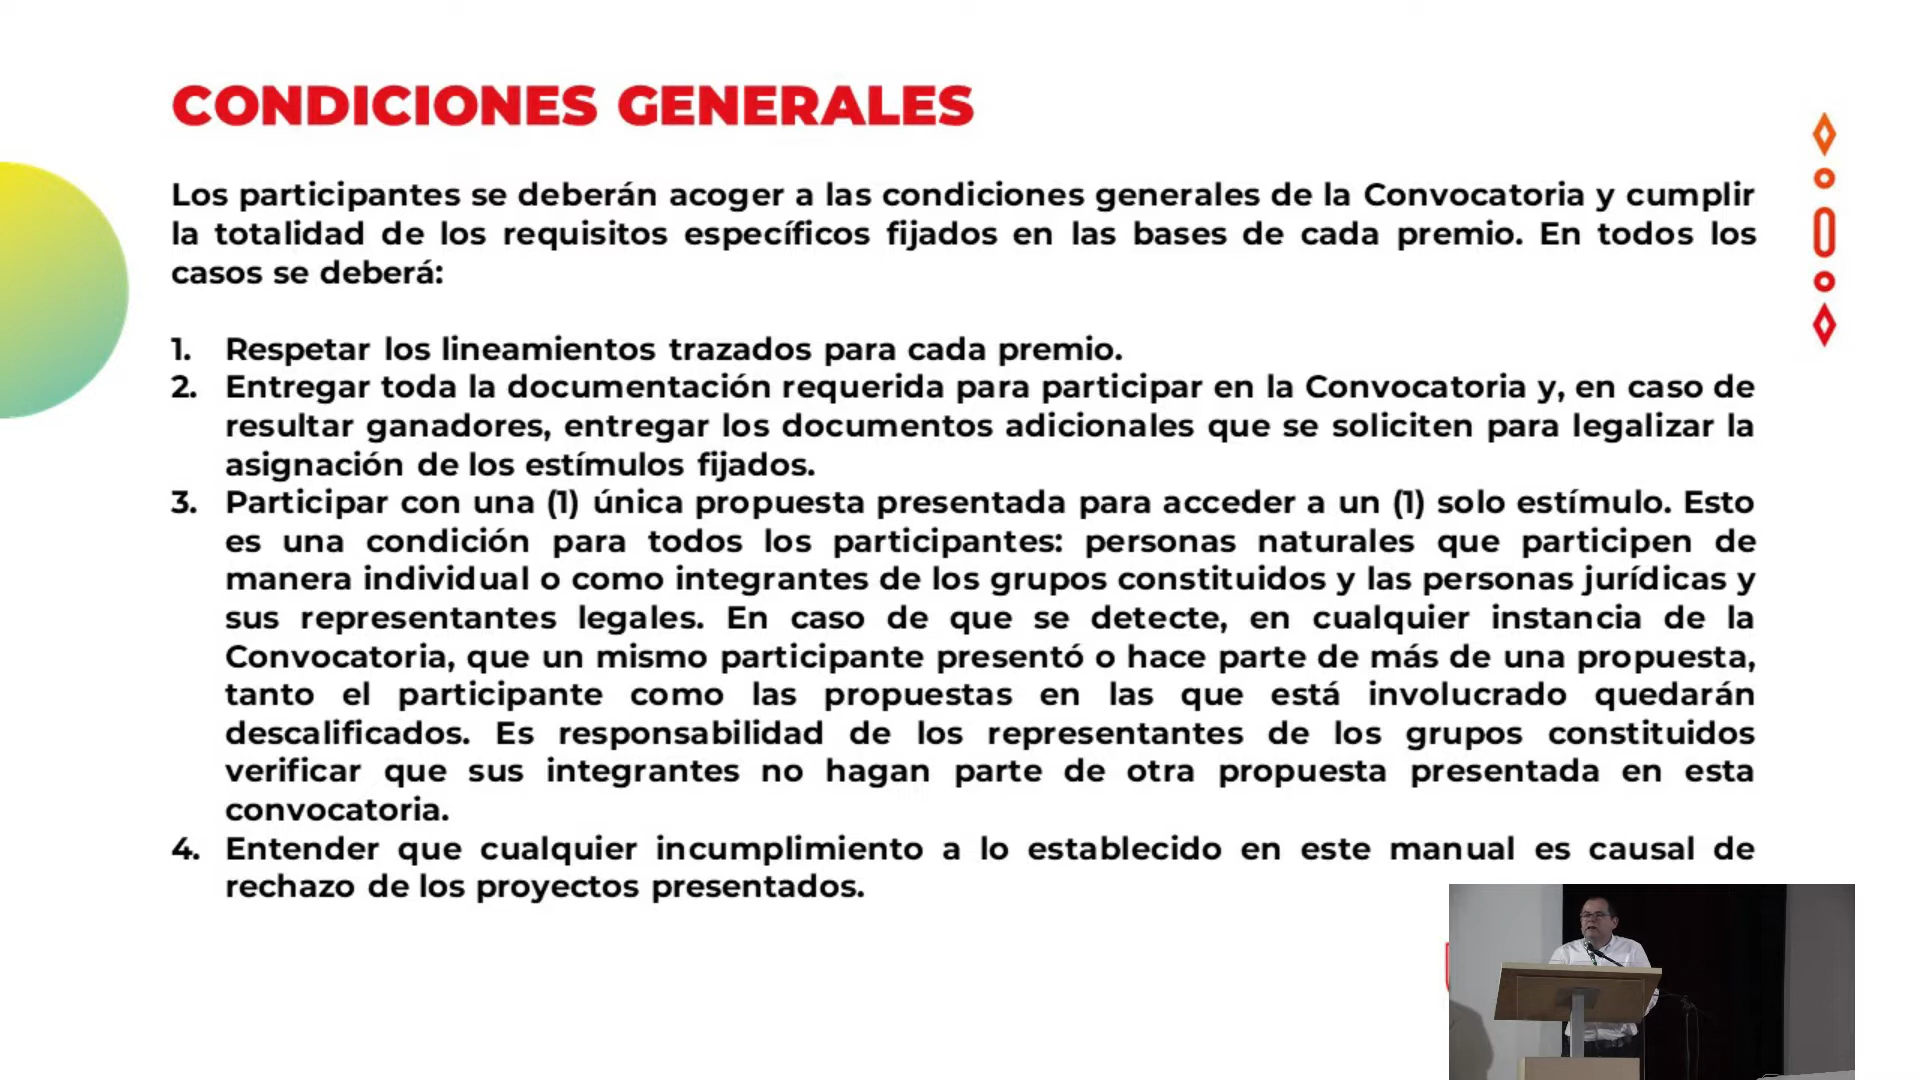 CONDICIONES GENERALES
Los participantes se deberán acoger a las condiciones generales de la Convocatoria y cumplir
la totalidad de los requisitos específicos fijados en las bases de cada premio. En todos los
casos se deberá:
1. Respetar los lineamientos trazados para cada premio.
2. Entregar toda la documentación requerida para participar en la Convocatoria y, en caso de
resultar ganadores, entregar los documentos adicionales que se soliciten para legalizar la
asignación de los estímulos fijados.
3. Participar con una (1) única propuesta presentada para acceder a un (1) solo estímulo. Esto
es una condición para todos los participantes: personas naturales que participen de
manera individual o como integrantes de los grupos constituidos y las personas jurídicas y
sus representantes legales. En caso de que se detecte, en cualquier instancia de la
Convocatoria, que un mismo participante presentó o hace parte de más de una propuesta,
tanto el participante como las propuestas en las que está involucrado quedarán
descalificados. Es responsabilidad de los representantes de los grupos constituidos
verificar que sus integrantes no hagan parte de otra propuesta presentada en esta
convocatoria.
4. Entender que cualquier incumplimiento a lo establecido en este manual es causal de
rechazo de los proyectos presentados.